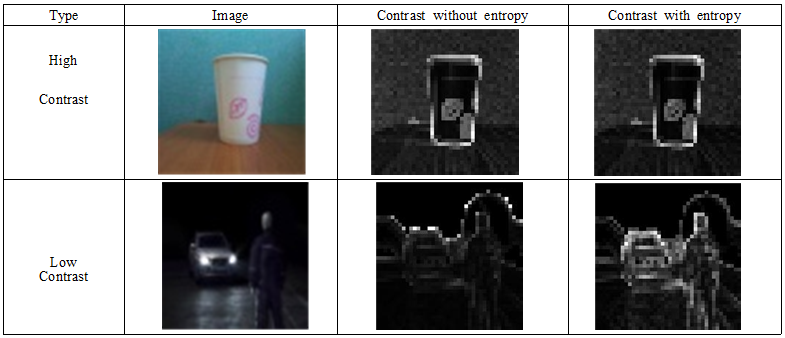 Type
Image
Contrast without entropy
Contrast with entropy
High
Contrast
Low
Contrast